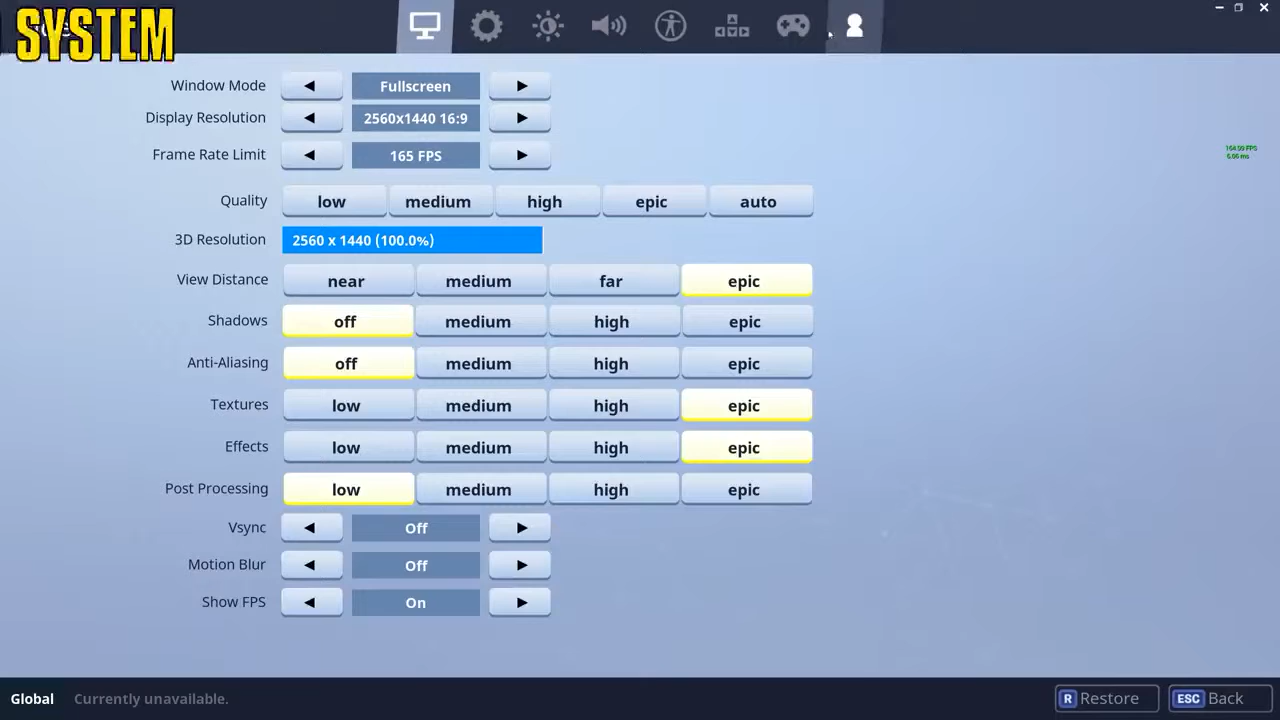 SYSTEM
Window Mode ◀ Fullscreen ▶
Display Resolution ◀ 2560x1440 16:9 ▶
Frame Rate Limit ◀ 165 FPS ▶
Quality low medium high epic auto
3D Resolution 2560 x 1440 (100.0%)
View Distance near medium far epic
Shadows off medium high epic
Anti-Aliasing off medium high epic
Textures low medium high epic
Effects low medium high epic
Post Processing low medium high epic
Vsync ◀ Off ▶
Motion Blur ◀ Off ▶
Show FPS ◀ On ▶
Global Currently unavailable.
R Restore ESC Back